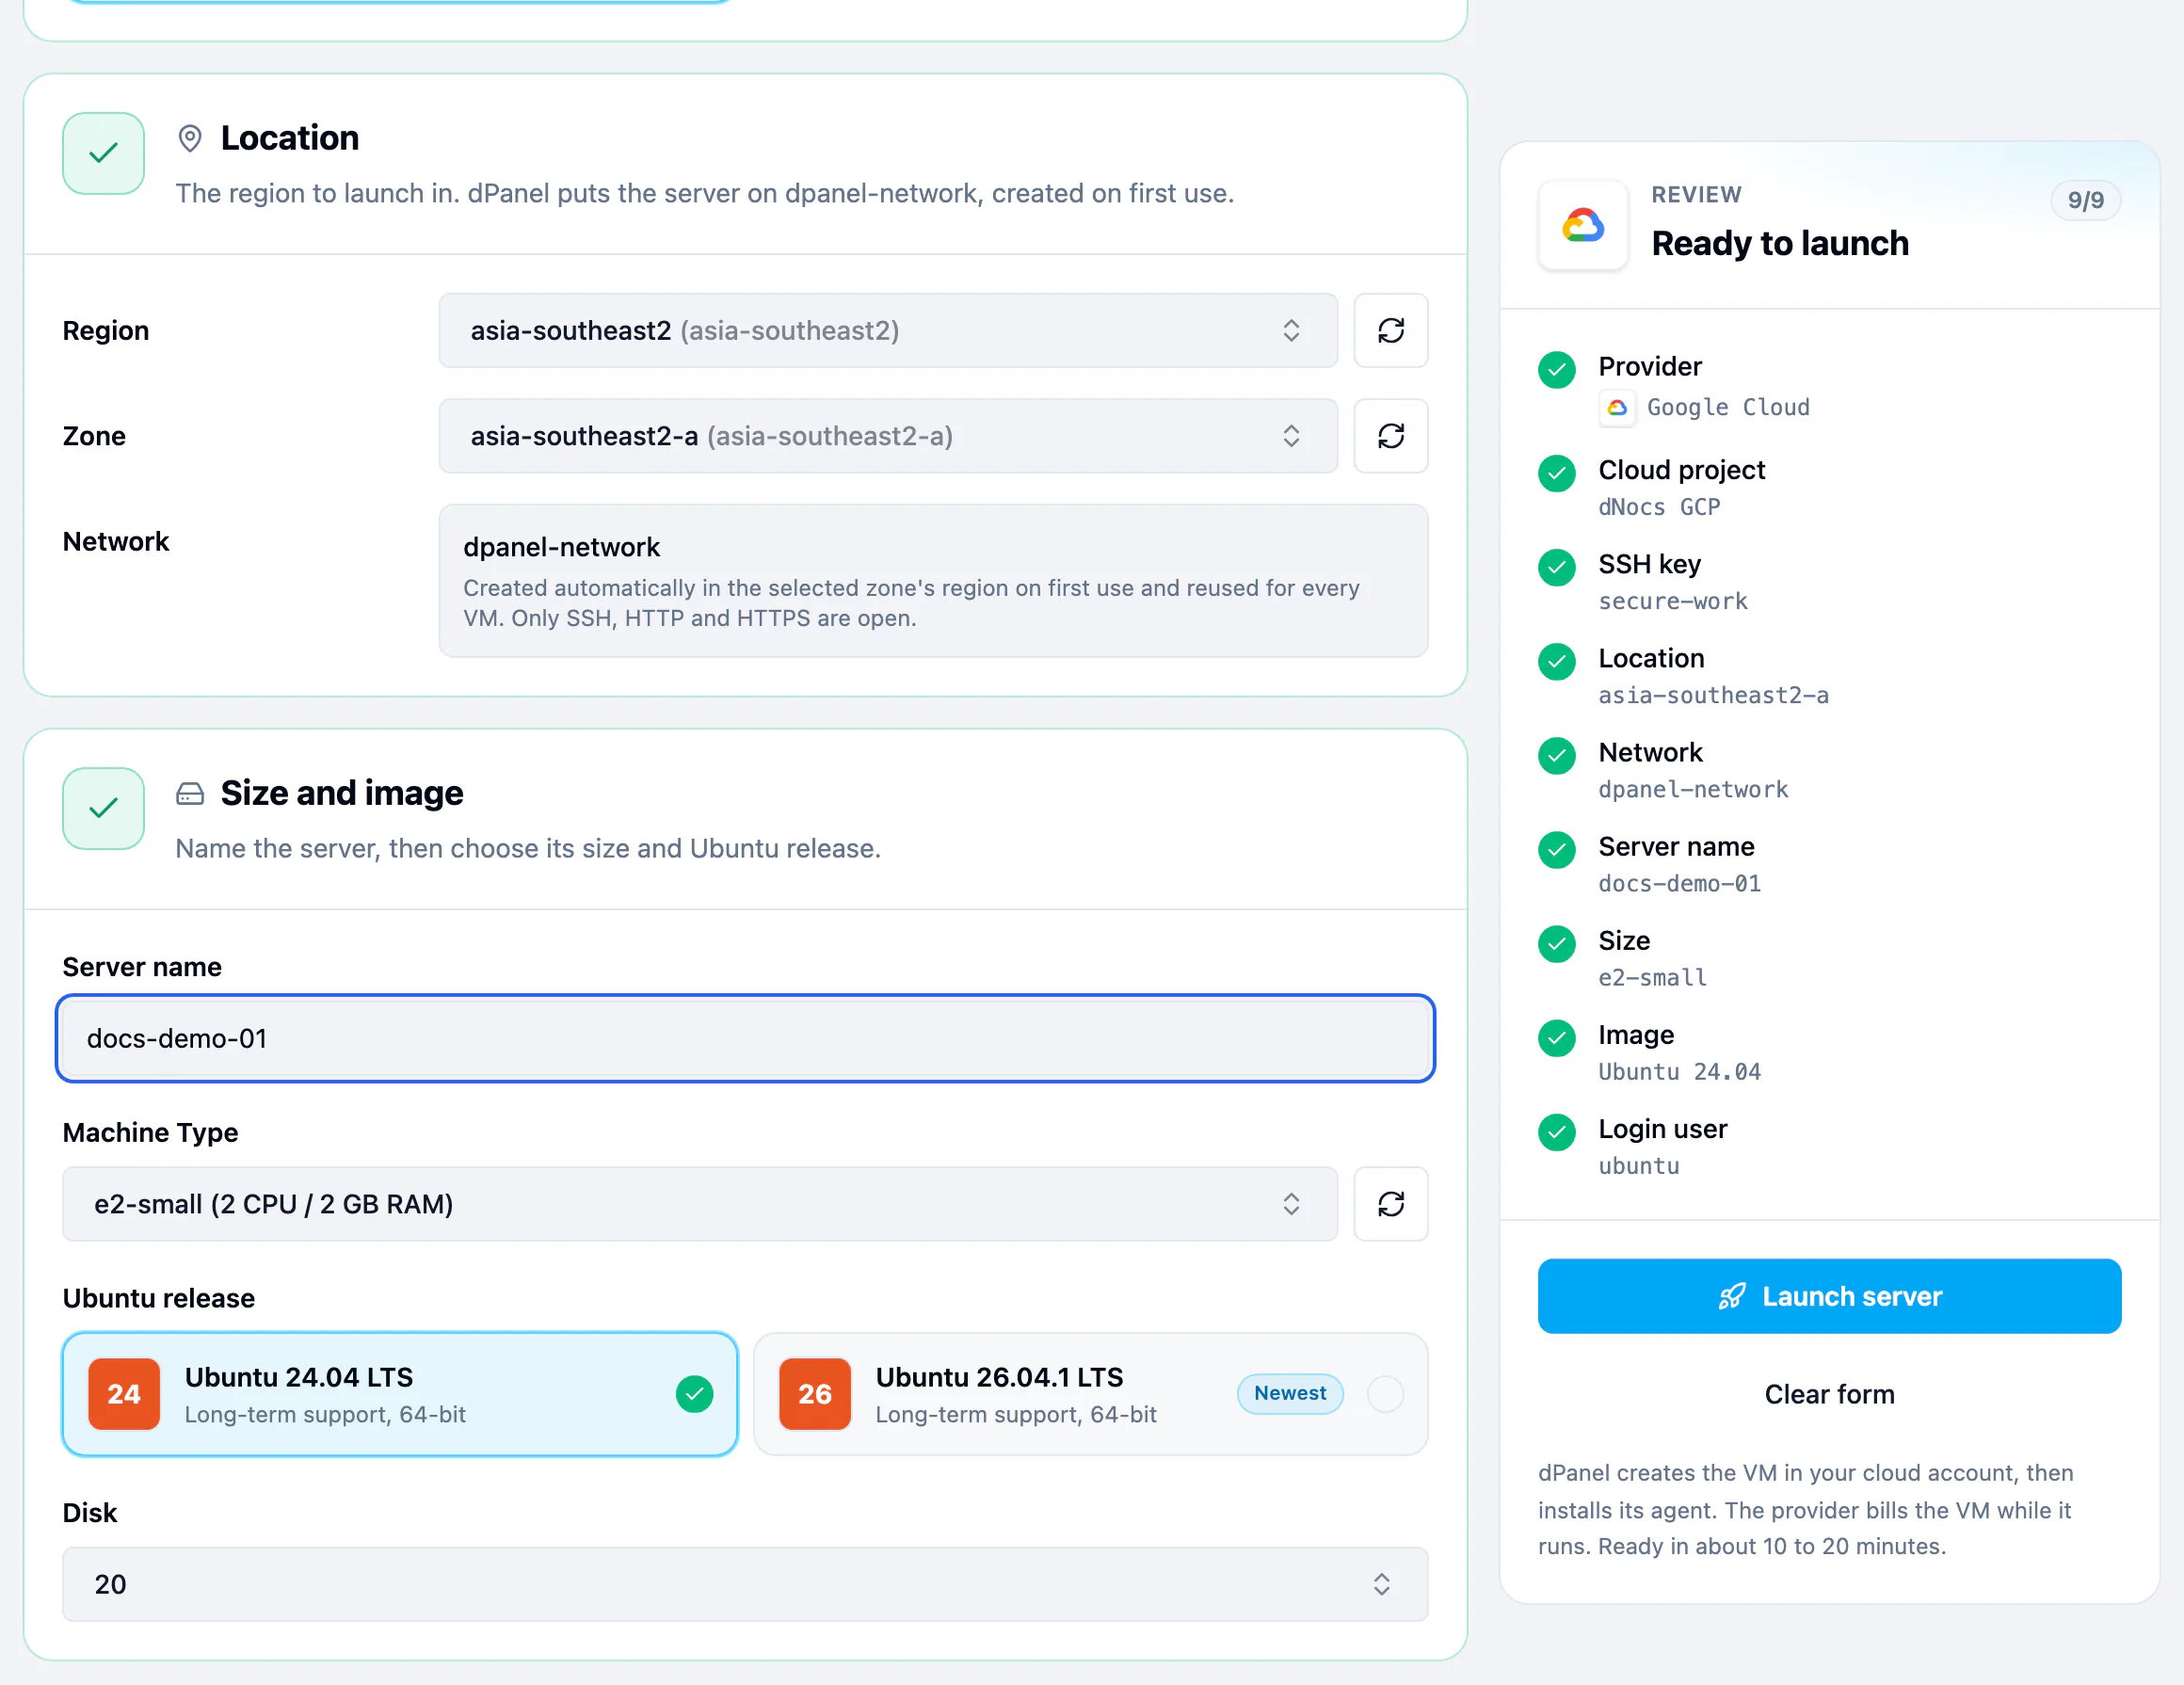 Location
The region to launch in. dPanel puts the server on dpanel-network, created on first use.
Region
asia-southeast2 (asia-southeast2)
Zone
asia-southeast2-a (asia-southeast2-a)
Network
dpanel-network
Created automatically in the selected zone's region on first use and reused for every
VM. Only SSH, HTTP and HTTPS are open.
Size and image
Name the server, then choose its size and Ubuntu release.
Server name
docs-demo-01
Machine Type
e2-small (2 CPU / 2 GB RAM)
Ubuntu release
24
Ubuntu 24.04 LTS
Long-term support, 64-bit
26
Ubuntu 26.04.1 LTS
Long-term support, 64-bit
Newest
Disk
20
REVIEW
Ready to launch
9/9
Provider
Google Cloud
Cloud project
dNocs GCP
SSH key
secure-work
Location
asia-southeast2-a
Network
dpanel-network
Server name
docs-demo-01
Size
e2-small
Image
Ubuntu 24.04
Login user
ubuntu
Launch server
Clear form
dPanel creates the VM in your cloud account, then
installs its agent. The provider bills the VM while it
runs. Ready in about 10 to 20 minutes.